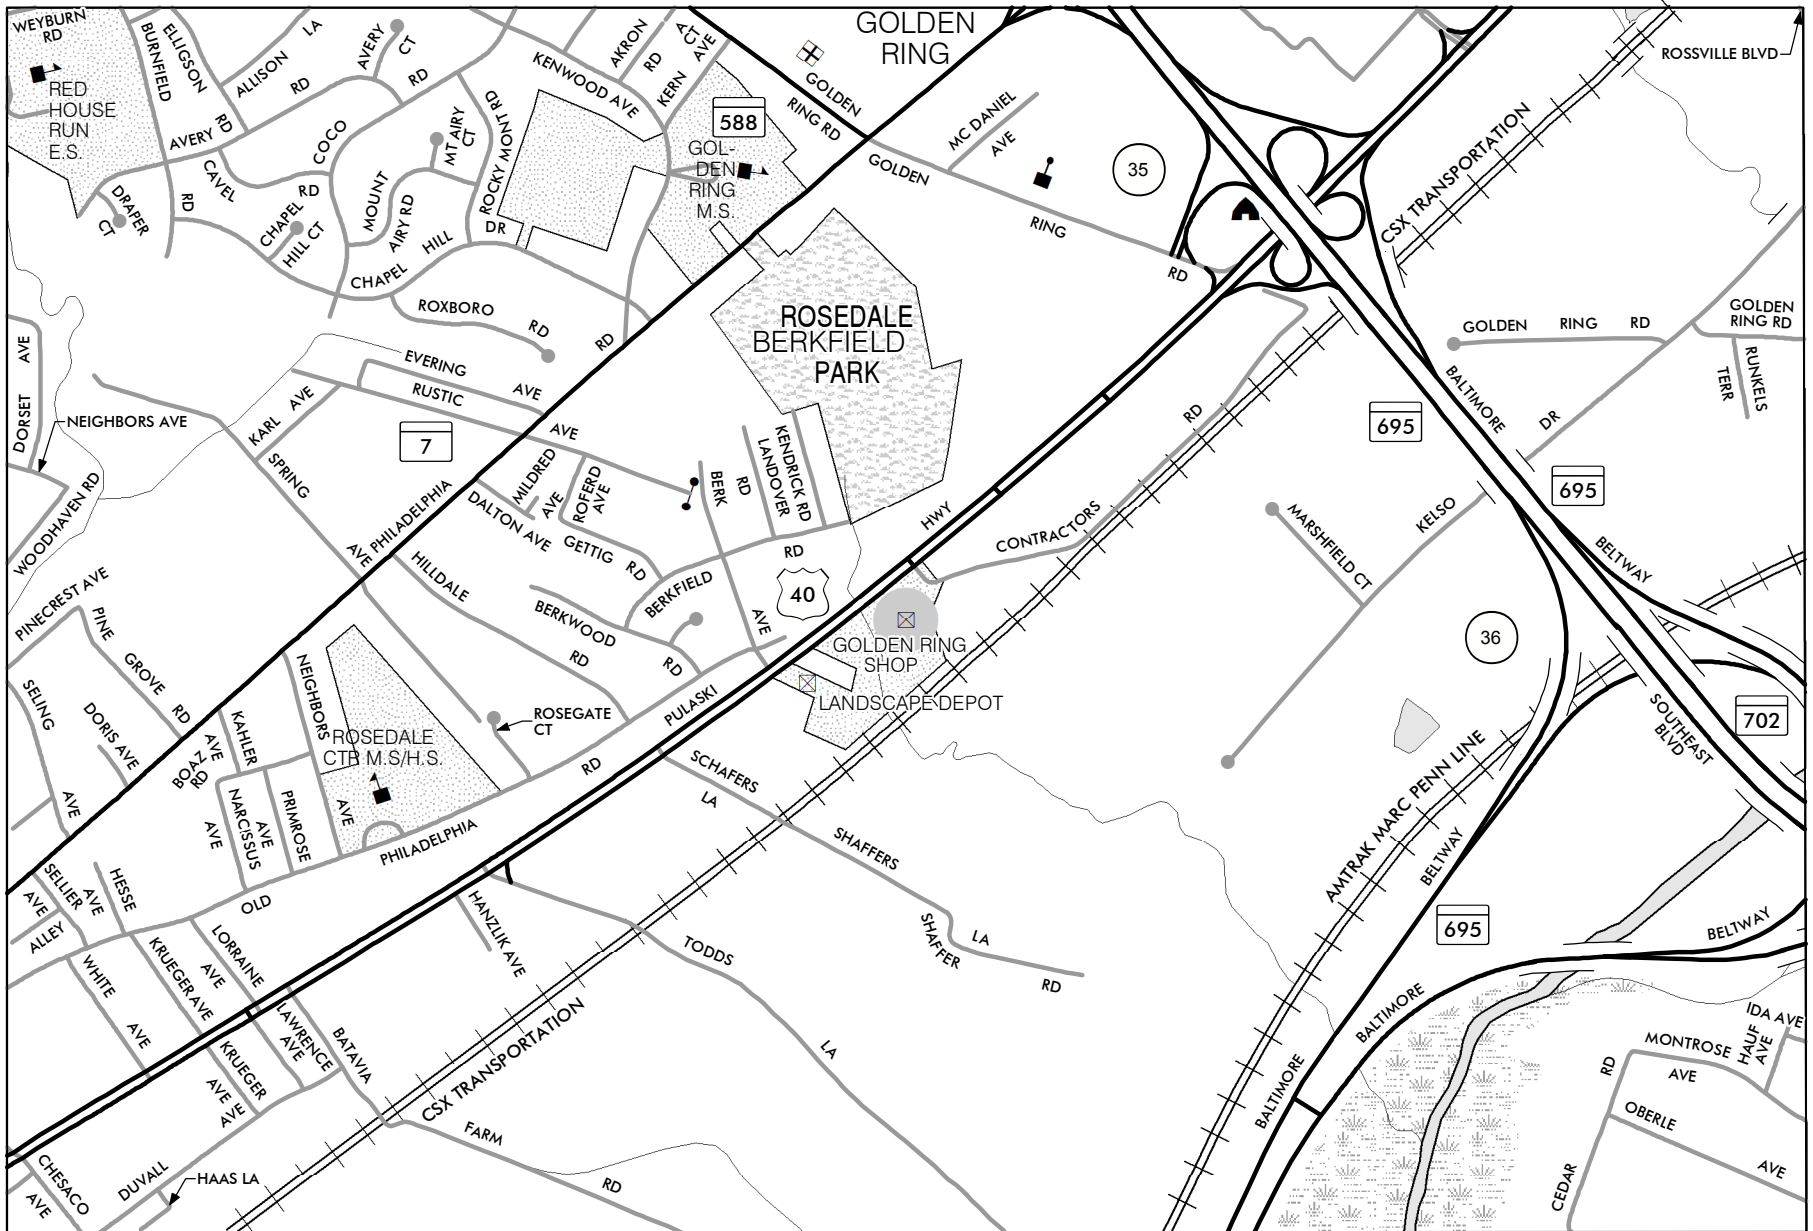 WEYBURN
RD
BURNFIELD
ELLIGSON
RD
ALLISON
LA
RD
AVERY
CT
RD
AVERY
RED
HOUSE
RUN
E.S.
KENWOOD AVE
AKRON
RD
A
CT
KERN
AVE
GOLDEN
RING
GOLDEN
RING RD
588
ROSSVILLE BLVD
GOL-
DEN
RING
M.S.
MC DANIEL
AVE
GOLDEN
RING
RD
35
CSX TRANSPORTATION
CAVEL
COCO
RD
MT AIRY
CT
ROCKY MONT RD
DRAPER
CT
RD
CHAPEL RD
HILL CT
MOUNT
AIRY RD
CHAPEL
HILL
DR
ROXBORO
RD
RD
ROSEDALE
BERKFIELD
PARK
GOLDEN
RING
RD
GOLDEN
RING RD
RUNKELS
TERR
DORSET
AVE
NEIGHBORS AVE
WOODHAVEN RD
EVERING
AVE
RUSTIC
AVE
KARL
AVE
7
SPRING
AVE
PHILADELPHIA
MILDRED
AVE
ROFERD
AVE
DALTON AVE
GETTIG
RD
BERK
AVE
LANDOVER
RD
KENDRICK RD
RD
BALTIMORE
695
DR
695
KELSO
MARSHFIELD CT
BELTWAY
HWY
CONTRACTORS
RD
40
HILLDALE
RD
BERKWOOD
RD
BERKFIELD
GOLDEN RING
SHOP
LANDSCAPE DEPOT
36
PINECREST AVE
PINE
GROVE
RD
SELING
AVE
DORIS AVE
BOAZ
RD
KAHLER
AVE
NEIGHBORS
AVE
ROSEDALE
CTR M.S/H.S.
ROSEGATE
CT
PULASKI
702
SOUTHEAST
BLVD
NARCISSUS
AVE
PRIMROSE
AVE
OLD
PHILADELPHIA
RD
SCHAFERS
LA
SHAFFERS
LA
SHAFFER
RD
AMTRAK MARC PENN LINE
BELTWAY
695
BELTWAY
SELLIER
AVE
HESSE
AVE
ALLEY
WHITE
AVE
KRUEGER AVE
LORRAINE
AVE
LAWRENCE
AVE
BATAVIA
KRUEGER
AVE
AVE
HANZLIK AVE
TODDS
LA
CSX TRANSPORTATION
BALTIMORE
BALTIMORE
IDA AVE
MONTROSE
AVE
HAUF
AVE
RD
OBERLE
AVE
CEDAR
FARM
RD
CHESACO
AVE
DUVALL
AVE
HAAS LA